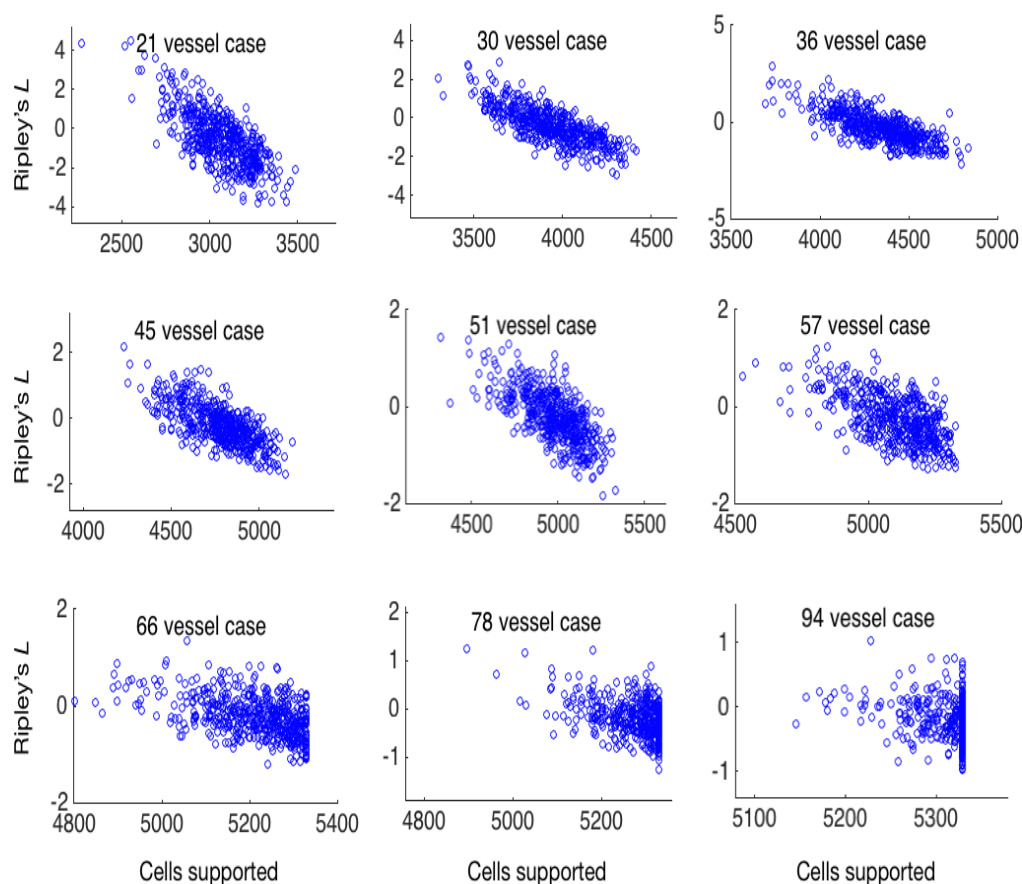 21 vessel case
30 vessel case
36 vessel case
Ripley's L
4
2
0
-2
-4
2500 3000 3500
4
2
0
-2
-4
3500 4000 4500
5
0
-5
3500 4000 4500 5000
45 vessel case
51 vessel case
57 vessel case
Ripley's L
2
0
-2
4000 4500 5000
2
0
-2
4500 5000 5500
2
0
-2
4500 5000 5500
66 vessel case
78 vessel case
94 vessel case
Ripley's L
2
0
-2
4800 5000 5200 5400
2
1
0
-1
4800 5000 5200
1
0
-1
5100 5200 5300
Cells supported
Cells supported
Cells supported